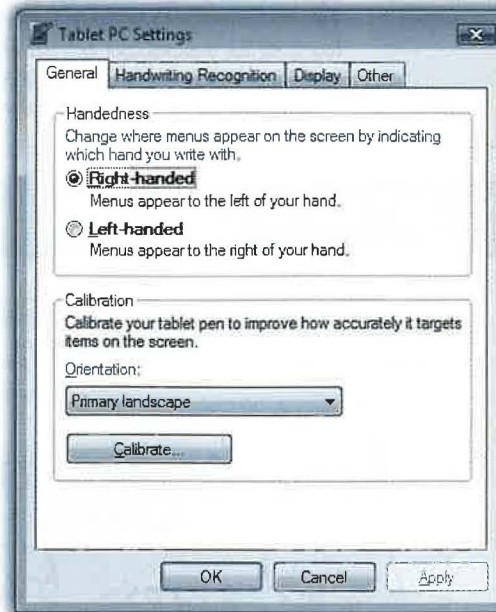 Tablet PC Settings
General Handwriting Recognition Display Other
Handedness
Change where menus appear on the screen by indicating
which hand you write with.
Right-handed
Menus appear to the left of your hand.
Left-handed
Menus appear to the right of your hand.
Calibration
Calibrate your tablet pen to improve how accurately it targets
items on the screen.
Orientation:
Primary landscape
Calibrate...
OK Cancel Apply